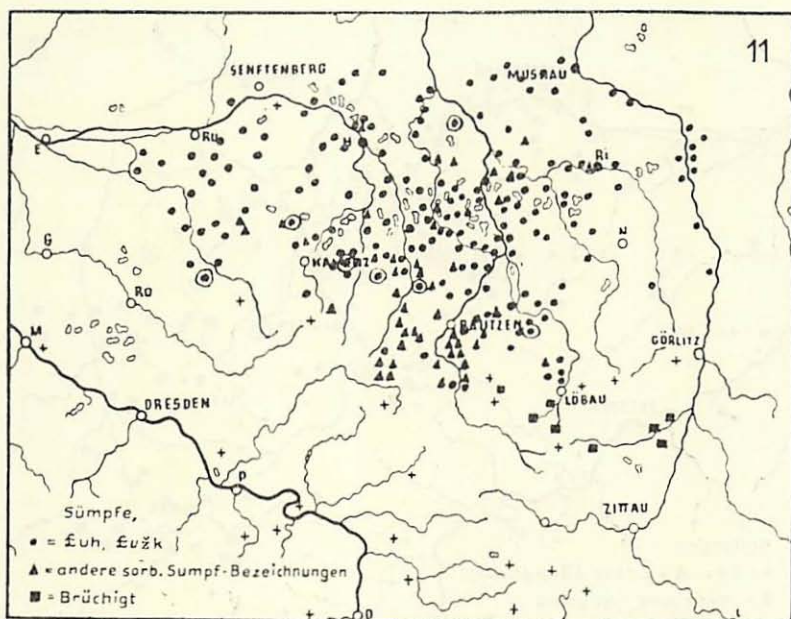 11
SENFTENBERG
MUSKAU
RU
H
E
Ri
G
N
KAMENZ
RO
BAUTZEN
M
GÖRLITZ
LÖBAU
DRESDEN
P
ZITTAU
D
Sümpfe,
= Łuh, Łužk
= andere sorb. Sumpf-Bezeichnungen
= Brüchigt